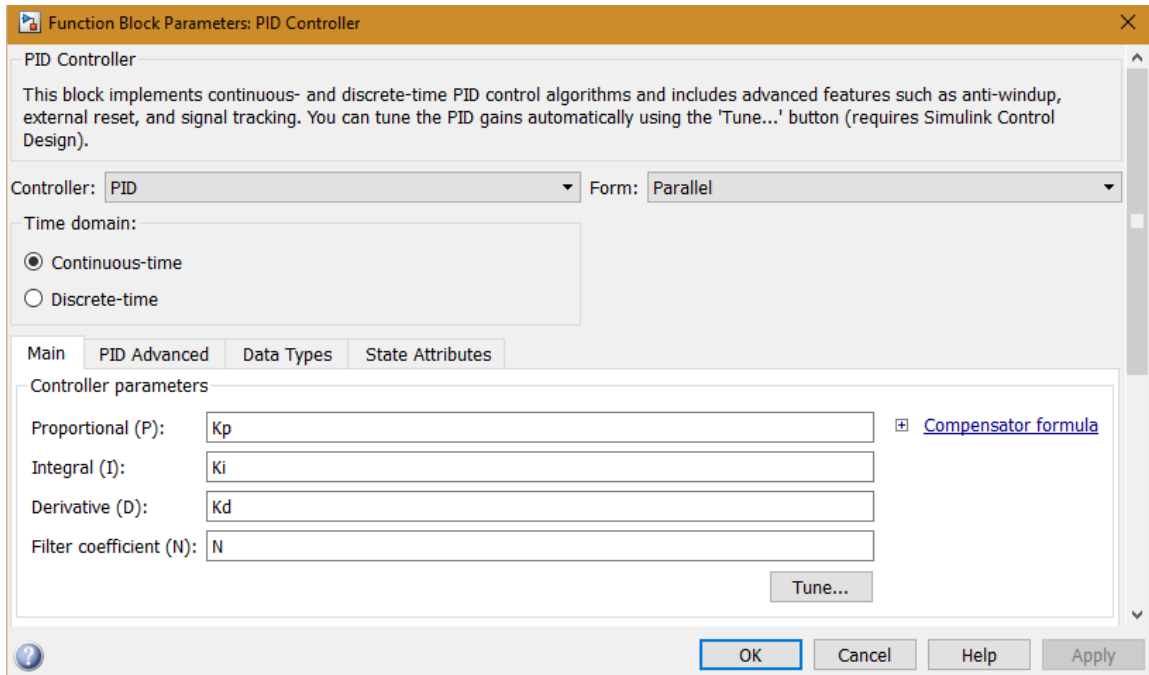 Function Block Parameters: PID Controller
PID Controller
This block implements continuous- and discrete-time PID control algorithms and includes advanced features such as anti-windup,
external reset, and signal tracking. You can tune the PID gains automatically using the 'Tune...' button (requires Simulink Control
Design).
Controller: PID Form: Parallel
Time domain:
Continuous-time
Discrete-time
Main PID Advanced Data Types State Attributes
Controller parameters
Proportional (P): Kp Compensator formula
Integral (I): Ki
Derivative (D): Kd
Filter coefficient (N): N
Tune...
OK Cancel Help Apply